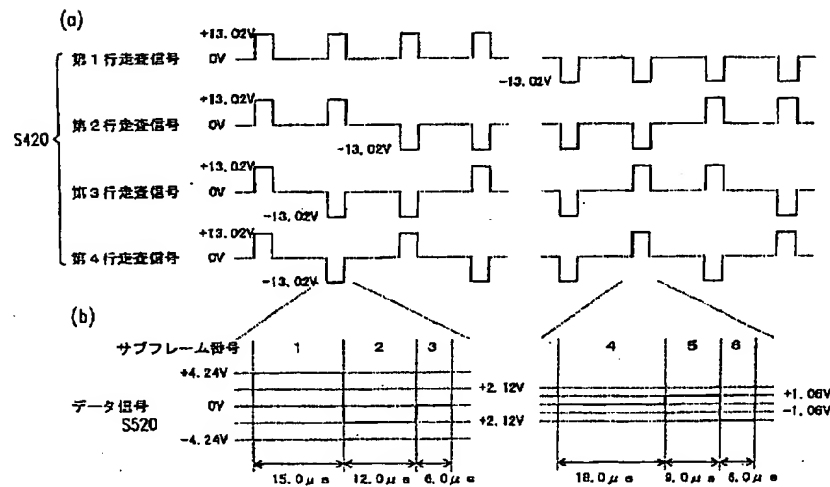 (a)
+13.02V
第1行走査信号 0V
-13.02V
+13.02V
第2行走査信号 0V
-13.02V
S420
+13.02V
第3行走査信号 0V
-13.02V
+13.02V
第4行走査信号 0V
-13.02V
(b)
サブフレーム番号 1 2 3 4 5 6
+4.24V
+2.12V
+1.06V
データ信号 0V
S520
-1.06V
+2.12V
-4.24V
15.0μs 12.0μs 6.0μs 18.0μs 9.0μs 6.0μs